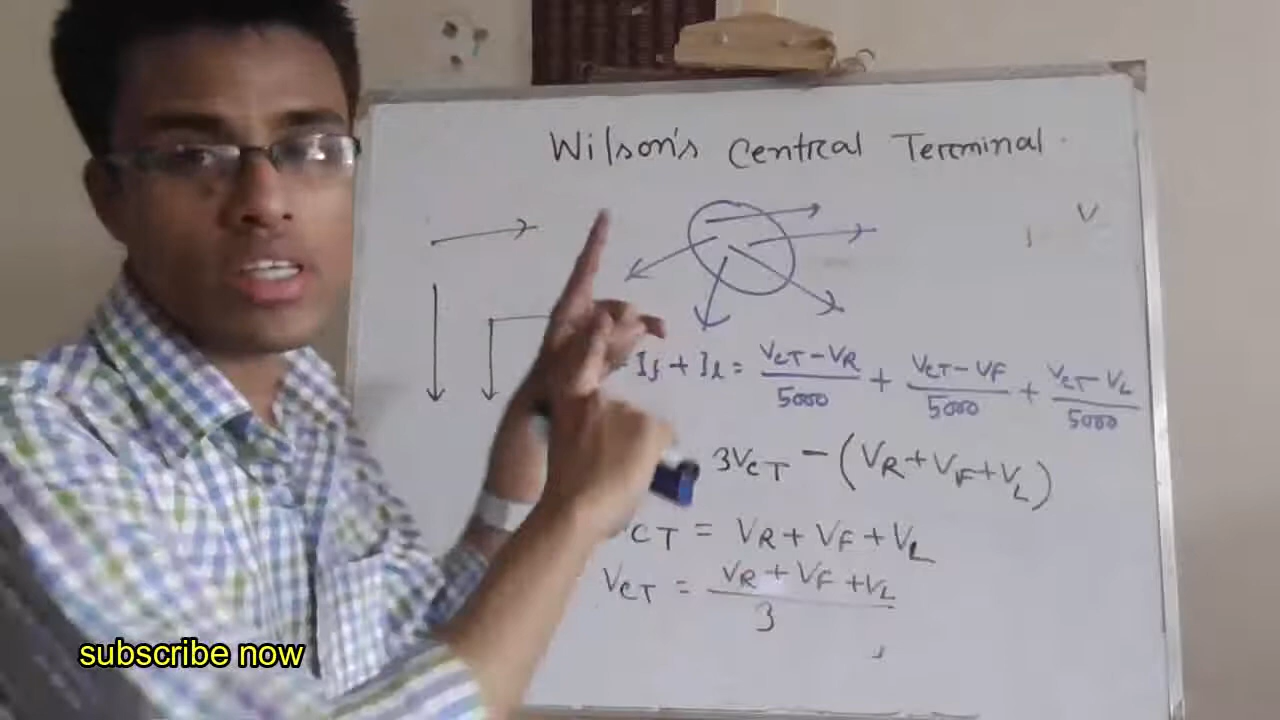 Wilson's Central Terminal
V
If + Il = VCT - VR / 5000 + VCT - VF / 5000 + VCT - VL / 5000
3VCT - (VR + VF + VL)
CT = VR + VF + VL
VCT = VR + VF + VL / 3
subscribe now